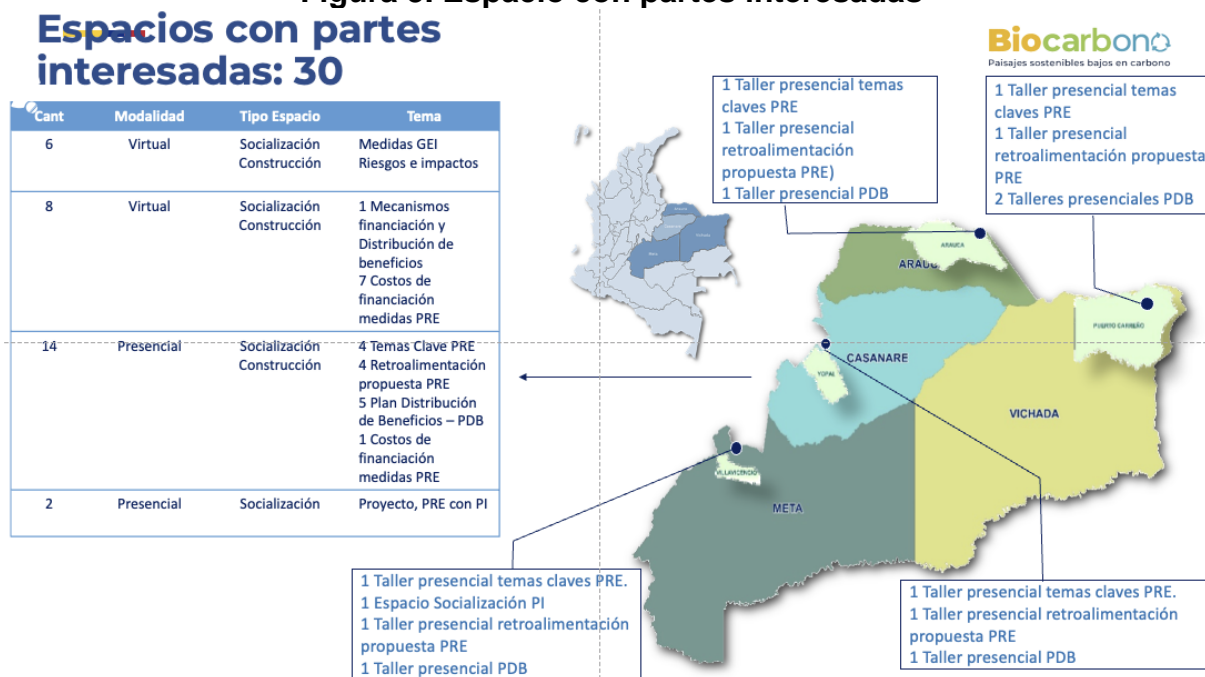 Figura 3. Espacio con partes interesadas
Espacios con partes
interesadas: 30
Biocarbono
Paisajes sostenibles bajos en carbono
Cant Modalidad Tipo Espacio Tema
6 Virtual Socialización Medidas GEI
Construcción Riesgos e impactos
8 Virtual Socialización 1 Mecanismos
Construcción financiación y
Distribución de
beneficios
7 Costos de
financiación
medidas PRE
14 Presencial Socialización 4 Temas Clave PRE
Construcción 4 Retroalimentación
propuesta PRE
5 Plan Distribución
de Beneficios – PDB
1 Costos de
financiación
medidas PRE
2 Presencial Socialización Proyecto, PRE con PI
1 Taller presencial temas
claves PRE
1 Taller presencial
retroalimentación
propuesta PRE)
1 Taller presencial PDB
1 Taller presencial temas
claves PRE
1 Taller presencial
retroalimentación propuesta
PRE
2 Talleres presenciales PDB
ARAUCA
PUERTO CARREÑO
CASANARE
YOPAL
VICHADA
VILLAVICENCIO
META
1 Taller presencial temas claves PRE.
1 Espacio Socialización PI
1 Taller presencial retroalimentación
propuesta PRE
1 Taller presencial PDB
1 Taller presencial temas claves PRE.
1 Taller presencial retroalimentación
propuesta PRE
1 Taller presencial PDB